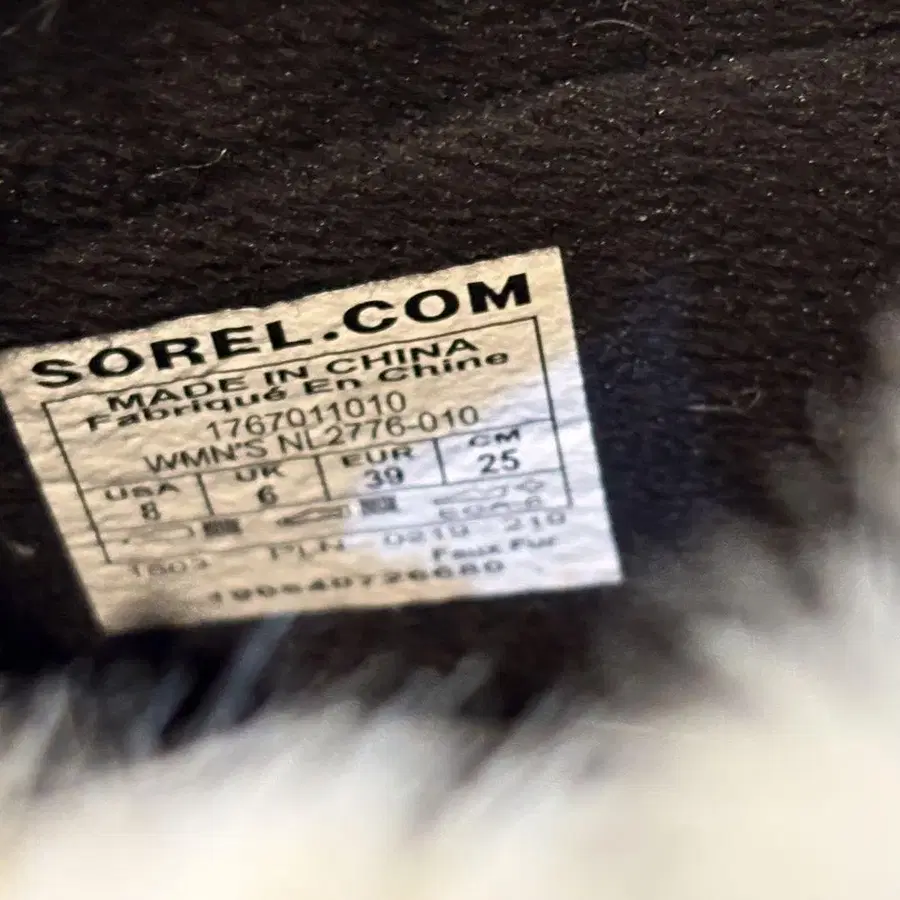 SOREL.COM
MADE IN CHINA
Fabriqué En Chine
1767011010
WMN'S NL2776-010
USA UK EUR CM
8 6 39 25
Faux Fur